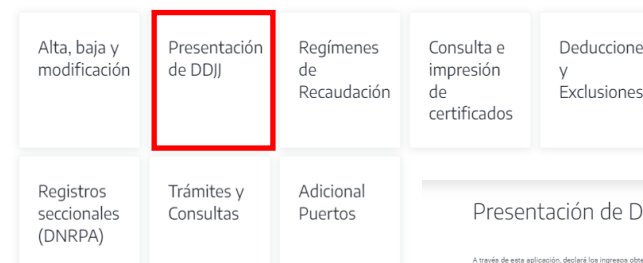 Alta, baja y
modificación
Presentación
de DDJJ
Regímenes
de
Recaudación
Consulta e
impresión
de
certificados
Deduccione
y
Exclusiones
Registros
seccionales
(DNRPA)
Trámites y
Consultas
Adicional
Puertos
Presentación de D
A través de esta aplicación, declará los ingresos obte